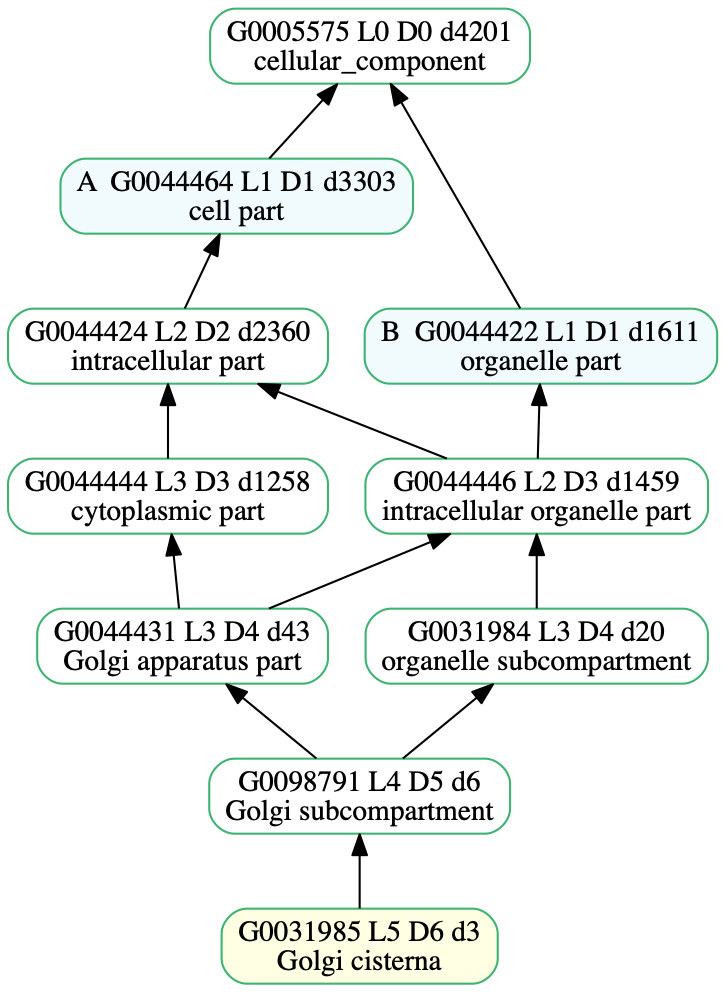 G0005575 L0 D0 d4201
cellular_component
A  G0044464 L1 D1 d3303
cell part
G0044424 L2 D2 d2360
intracellular part
B  G0044422 L1 D1 d1611
organelle part
G0044444 L3 D3 d1258
cytoplasmic part
G0044446 L2 D3 d1459
intracellular organelle part
G0044431 L3 D4 d43
Golgi apparatus part
G0031984 L3 D4 d20
organelle subcompartment
G0098791 L4 D5 d6
Golgi subcompartment
G0031985 L5 D6 d3
Golgi cisterna